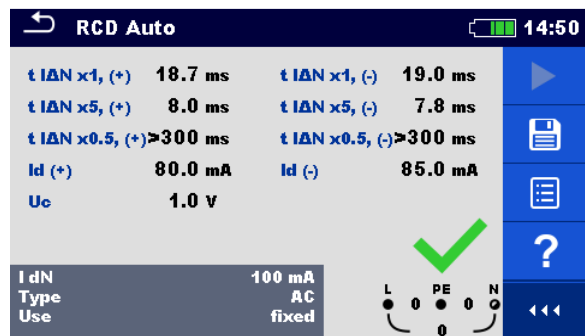 RCD Auto 14:50
t IΔN x1, (+) 18.7 ms t IΔN x1, (-) 19.0 ms
t IΔN x5, (+) 8.0 ms t IΔN x5, (-) 7.8 ms
t IΔN x0.5, (+) >300 ms t IΔN x0.5, (-) >300 ms
Id (+) 80.0 mA Id (-) 85.0 mA
Uc 1.0 V
?
I dN 100 mA
Type AC
Use fixed
L PE N
0 0
0